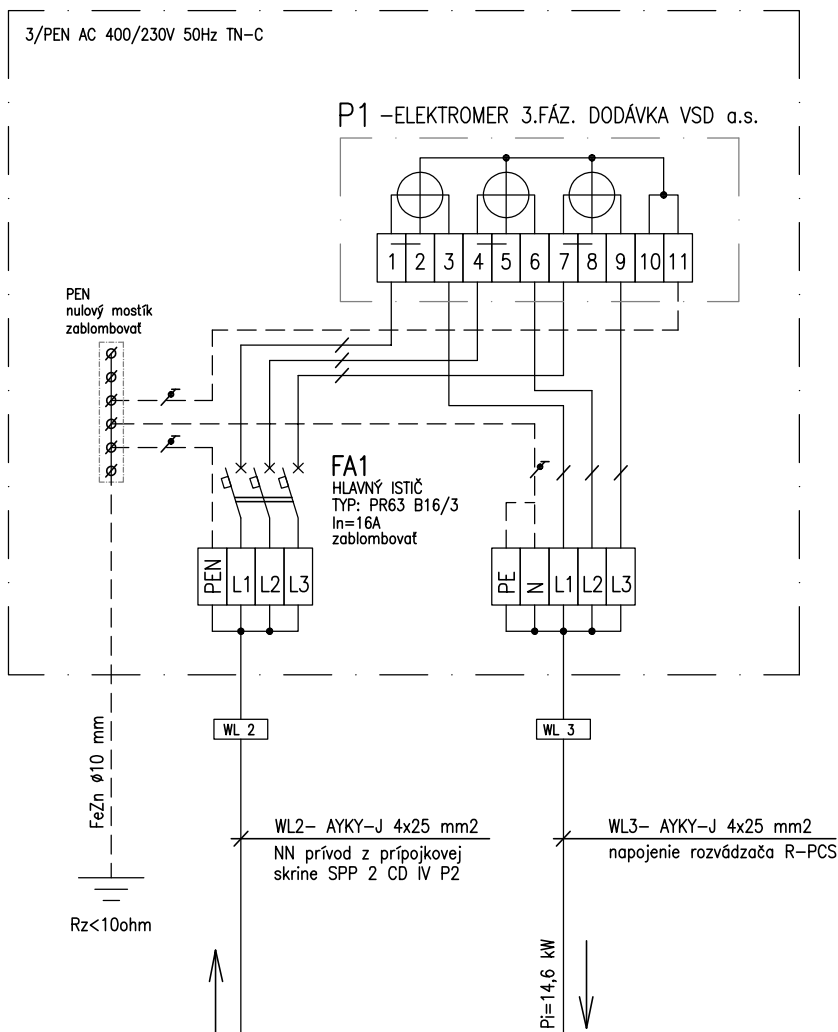 3/PEN AC 400/230V 50Hz TN-C
P1 -ELEKTROMER 3.FÁZ. DODÁVKA VSD a.s.
1 2 3 4 5 6 7 8 9 10 11
PEN
nulový mostík
zablombovať
FA1
HLAVNÝ ISTIČ
TYP: PR63 B16/3
In=16A
zablombovať
PEN L1 L2 L3
PE N L1 L2 L3
WL 2
WL 3
FeZn ø10 mm
WL2- AYKY-J 4x25 mm2
NN prívod z prípojkovej
skrine SPP 2 CD IV P2
WL3- AYKY-J 4x25 mm2
napojenie rozvádzača R-PCS
Rz<10ohm
Pi=14,6 kW